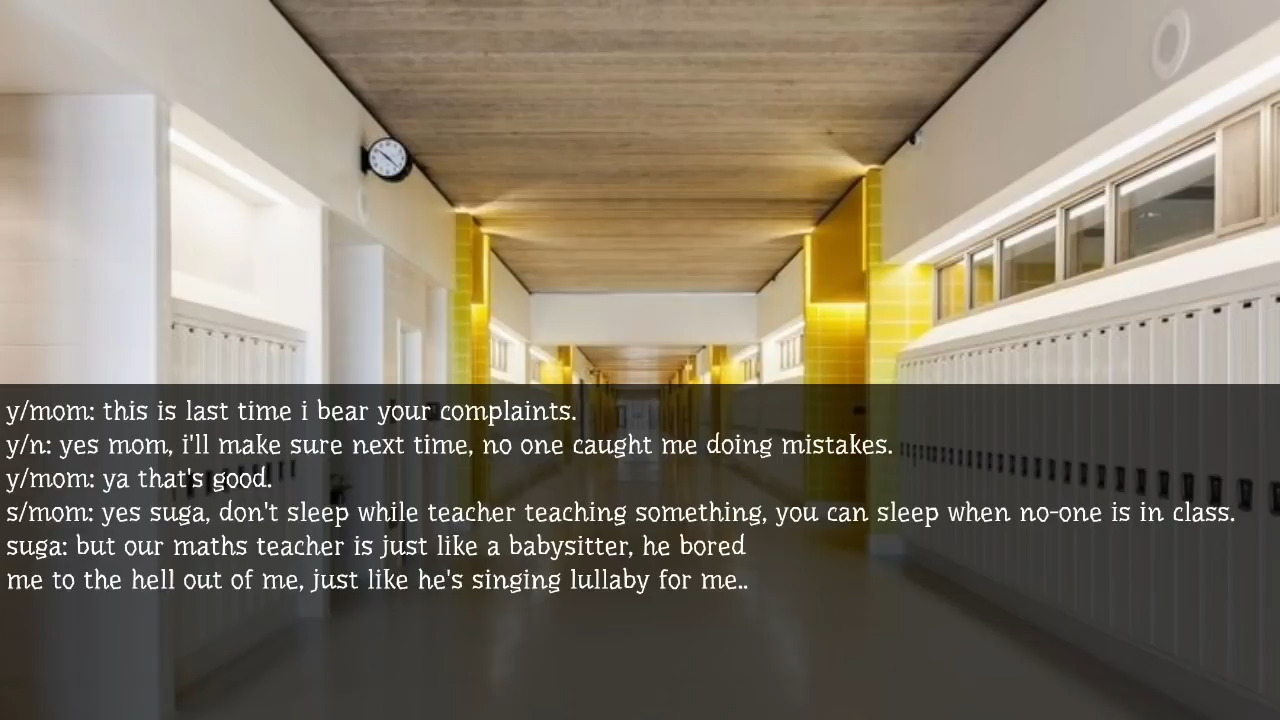 y/mom: this is last time i bear your complaints.
y/n: yes mom, i'll make sure next time, no one caught me doing mistakes.
y/mom: ya that's good.
s/mom: yes suga, don't sleep while teacher teaching something, you can sleep when no-one is in class.
suga: but our maths teacher is just like a babysitter, he bored
me to the hell out of me, just like he's singing lullaby for me..